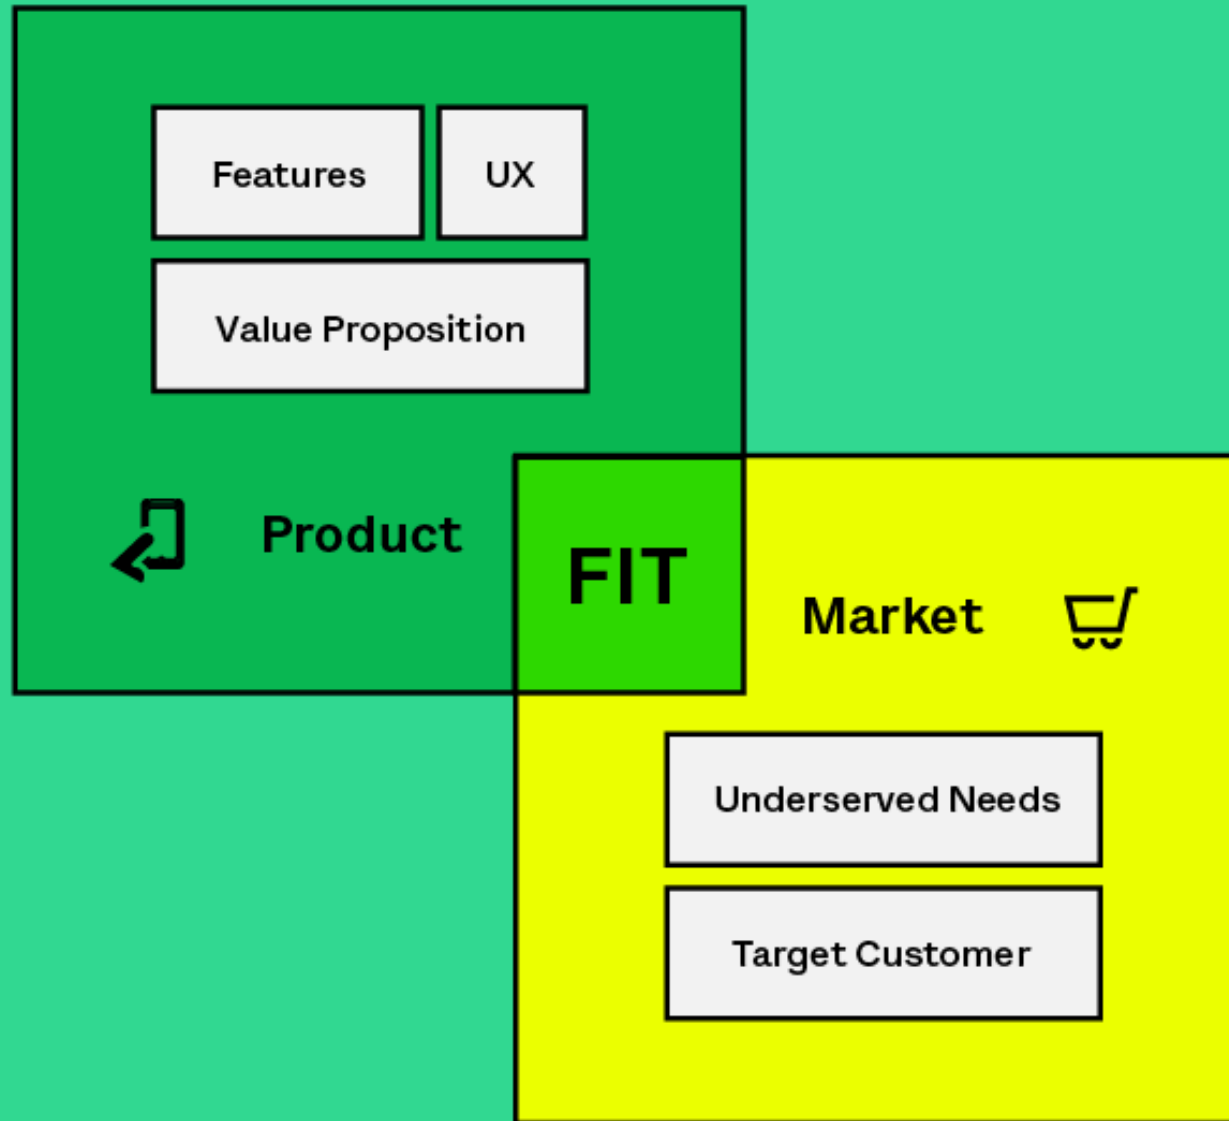 Features
UX
Value Proposition
Product
FIT
Market
Underserved Needs
Target Customer